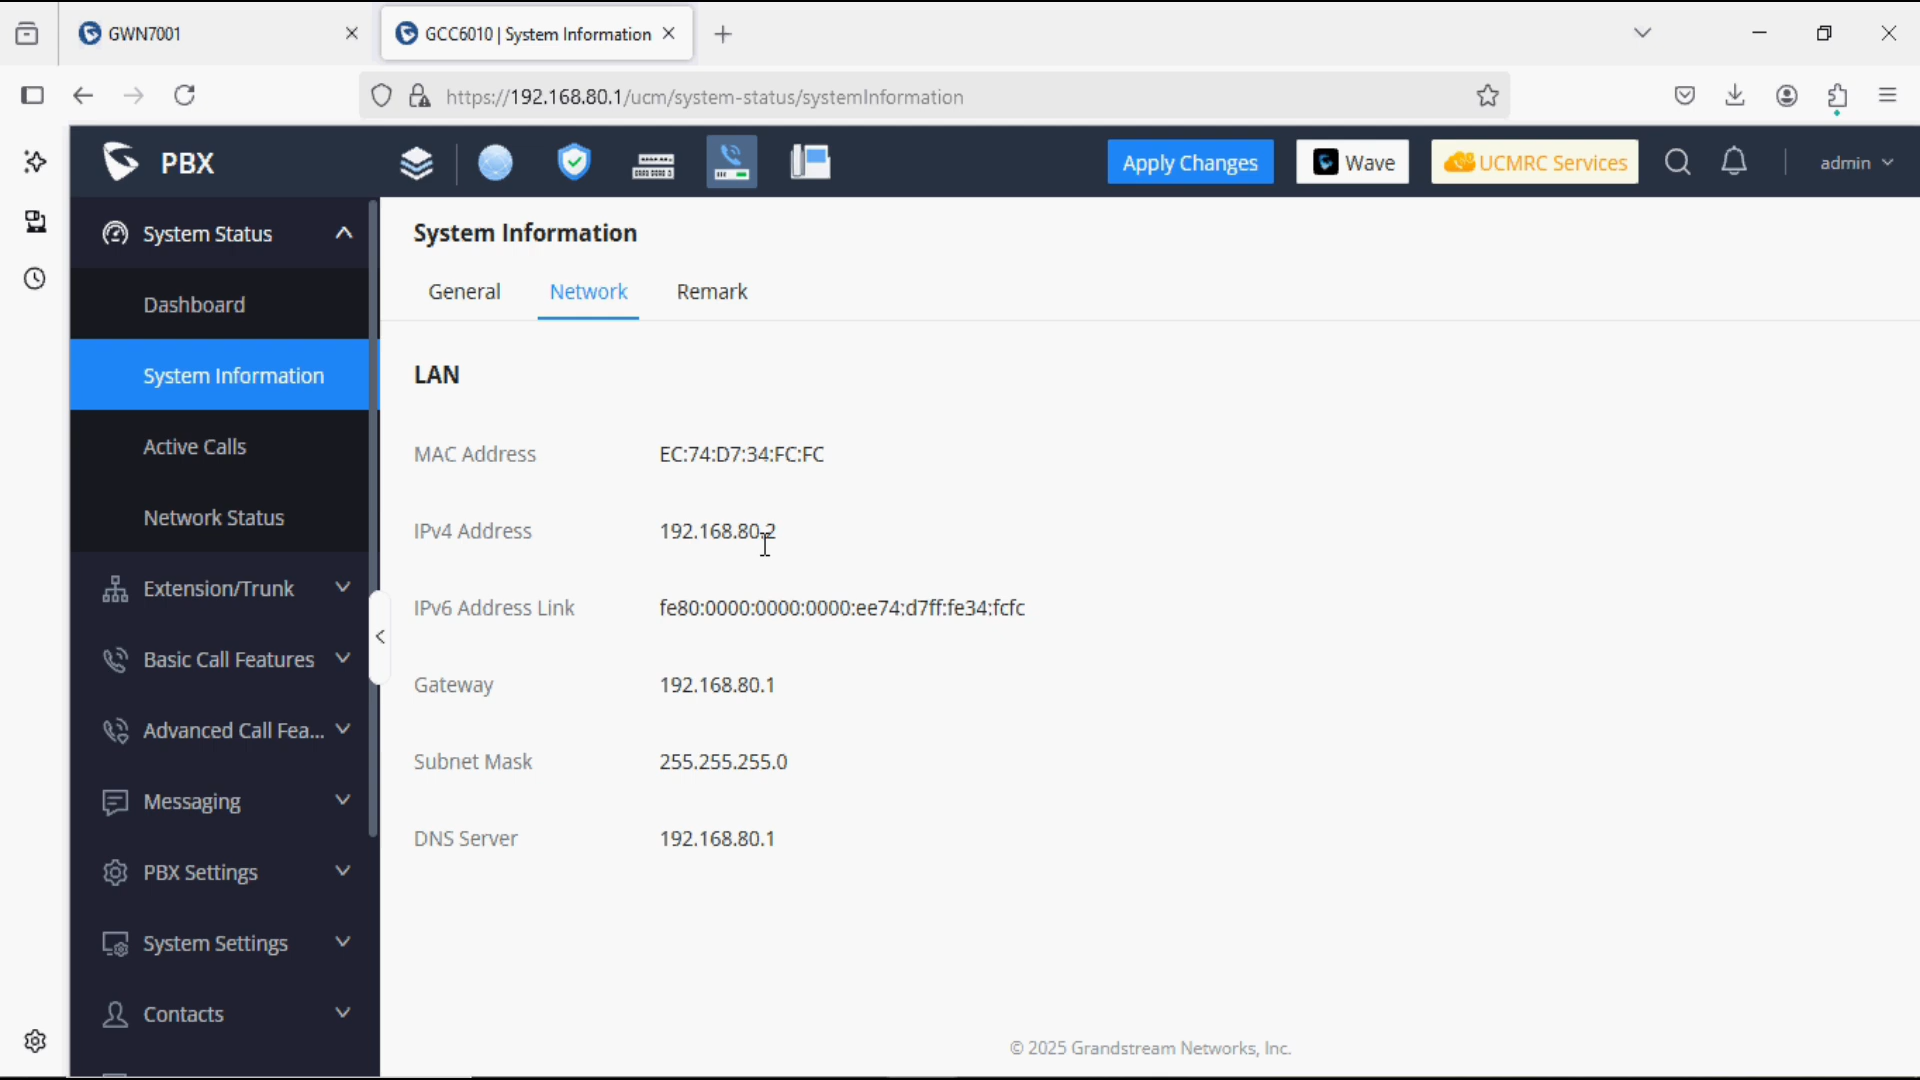 GWN7001
GCC6010 | System Information
https://192.168.80.1/ucm/system-status/systemInformation
PBX
Apply Changes
Wave
UCMRC Services
admin
System Status
Dashboard
System Information
Active Calls
Network Status
Extension/Trunk
Basic Call Features
Advanced Call Fea...
Messaging
PBX Settings
System Settings
Contacts
System Information
General Network Remark
LAN
MAC Address EC:74:D7:34:FC:FC
IPv4 Address 192.168.80.2
IPv6 Address Link fe80:0000:0000:0000:ee74:d7ff:fe34:fcfc
Gateway 192.168.80.1
Subnet Mask 255.255.255.0
DNS Server 192.168.80.1
© 2025 Grandstream Networks, Inc.